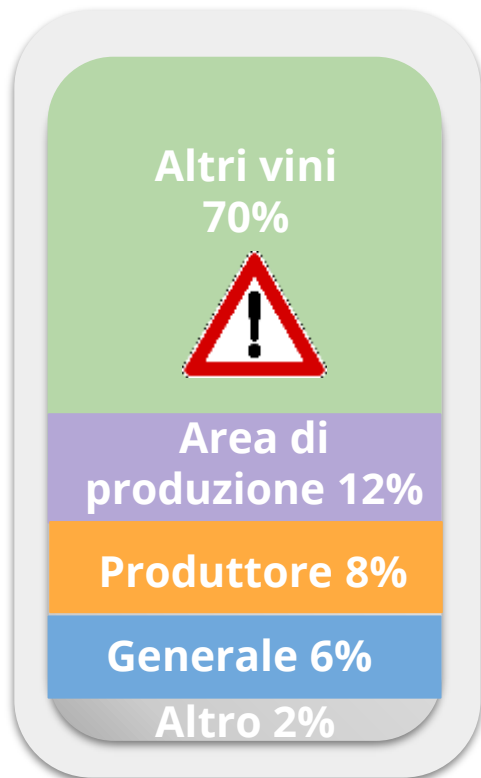 Altri vini
70%
Area di
produzione 12%
Produttore 8%
Generale 6%
Altro 2%